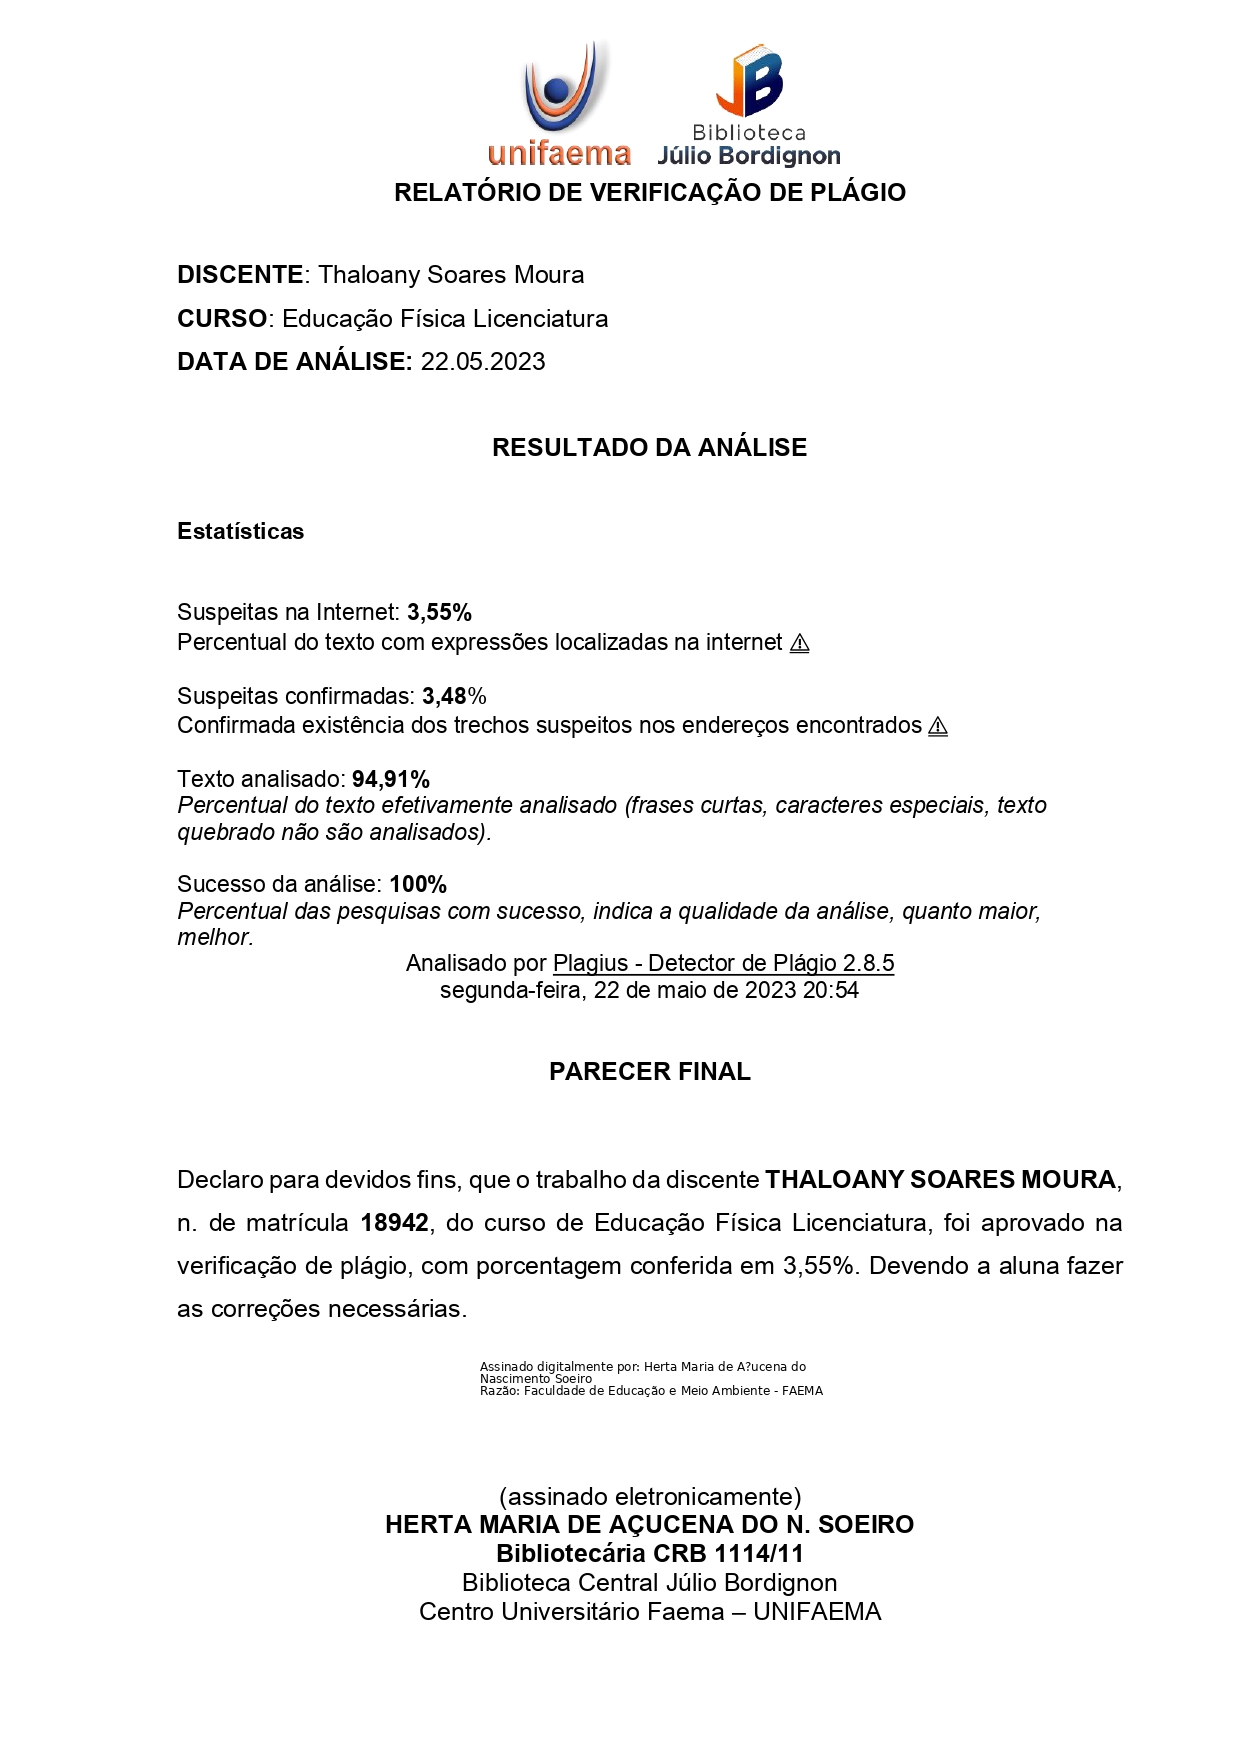 unifaema
JB
Biblioteca
Júlio Bordignon
RELATÓRIO DE VERIFICAÇÃO DE PLÁGIO
DISCENTE: Thaloany Soares Moura
CURSO: Educação Física Licenciatura
DATA DE ANÁLISE: 22.05.2023
RESULTADO DA ANÁLISE
Estatísticas
Suspeitas na Internet: 3,55%
Percentual do texto com expressões localizadas na internet ⚠
Suspeitas confirmadas: 3,48%
Confirmada existência dos trechos suspeitos nos endereços encontrados ⚠
Texto analisado: 94,91%
Percentual do texto efetivamente analisado (frases curtas, caracteres especiais, texto
quebrado não são analisados).
Sucesso da análise: 100%
Percentual das pesquisas com sucesso, indica a qualidade da análise, quanto maior,
melhor.
Analisado por Plagius - Detector de Plágio 2.8.5
segunda-feira, 22 de maio de 2023 20:54
PARECER FINAL
Declaro para devidos fins, que o trabalho da discente THALOANY SOARES MOURA,
n. de matrícula 18942, do curso de Educação Física Licenciatura, foi aprovado na
verificação de plágio, com porcentagem conferida em 3,55%. Devendo a aluna fazer
as correções necessárias.
Assinado digitalmente por: Herta Maria de A?ucena do
Nascimento Soeiro
Razão: Faculdade de Educação e Meio Ambiente - FAEMA
(assinado eletronicamente)
HERTA MARIA DE AÇUCENA DO N. SOEIRO
Bibliotecária CRB 1114/11
Biblioteca Central Júlio Bordignon
Centro Universitário Faema – UNIFAEMA